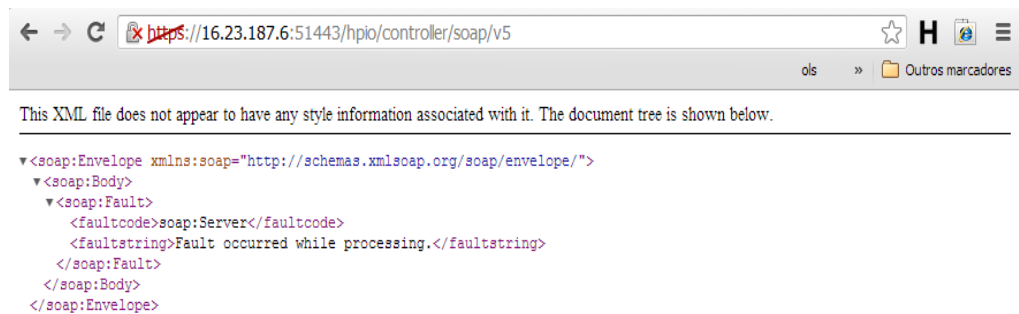 https://16.23.187.6:51443/hpio/controller/soap/v5
H
ols » Outros marcadores
This XML file does not appear to have any style information associated with it. The document tree is shown below.
▼<soap:Envelope xmlns:soap="http://schemas.xmlsoap.org/soap/envelope/">
▼<soap:Body>
▼<soap:Fault>
<faultcode>soap:Server</faultcode>
<faultstring>Fault occurred while processing.</faultstring>
</soap:Fault>
</soap:Body>
</soap:Envelope>